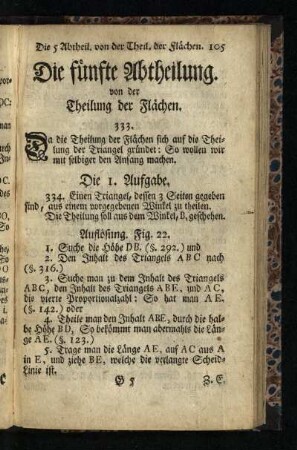 Die 5 Abtheil. von der Theil. der Flächen. 105
Die fünfte Abtheilung.
von der
Theilung der Flächen.
333.
Da die Theilung der Flächen sich auf die Thei-
lung der Triangel gründet: So wollen wir
mit selbiger den Anfang machen.
Die 1. Aufgabe.
334. Einen Triangel, dessen 3 Seiten gegeben
sind, aus einem vorgegebenen Winkel zu theilen.
Die Theilung soll aus dem Winkel, B, geschehen.
Auflösung. Fig. 22.
1. Suche die Höhe DB. (§. 292.) und
2. Den Inhalt des Triangels ABC nach
(§. 316.)
3. Suche man zu dem Inhalt des Triangels
ABC, den Inhalt des Triangels ABE, und AC,
die vierte Proportionalzahl: So hat man AE.
(§. 142.) oder
4. Theile man den Inhalt ABE, durch die hal-
be Höhe BD, So bekömmt man abermahls die Län-
ge AE. (§. 123.)
5. Trage man die Länge AE, auf AC aus A
in E, und ziehe BE, welche die verlangte Scheid-
Linie ist.
G 5 Z. E.